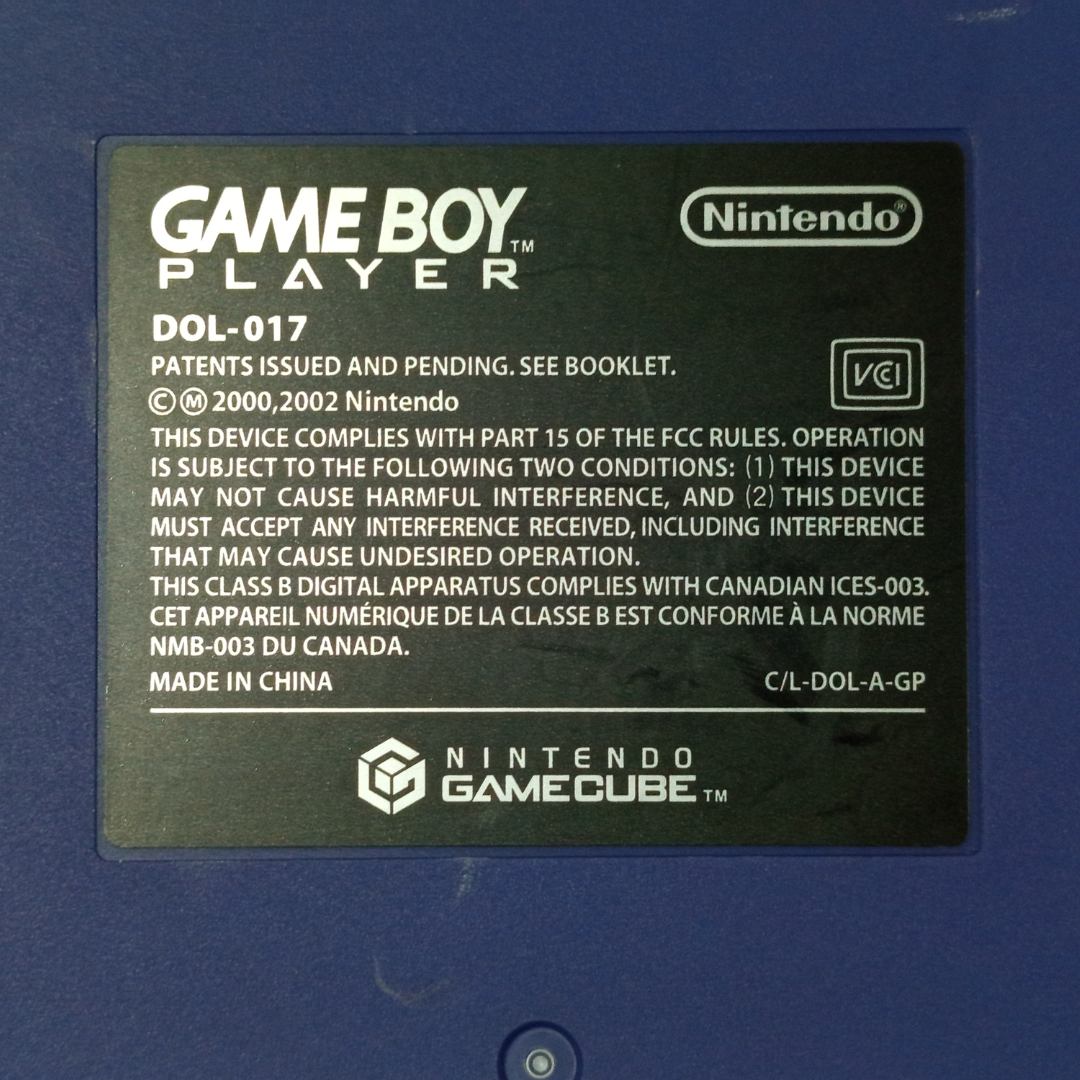 GAME BOY™
PLAYER
Nintendo®
DOL-017
PATENTS ISSUED AND PENDING. SEE BOOKLET.
VCCI
©Ⓜ2000,2002 Nintendo
THIS DEVICE COMPLIES WITH PART 15 OF THE FCC RULES. OPERATION
IS SUBJECT TO THE FOLLOWING TWO CONDITIONS: (1) THIS DEVICE
MAY NOT CAUSE HARMFUL INTERFERENCE, AND (2) THIS DEVICE
MUST ACCEPT ANY INTERFERENCE RECEIVED, INCLUDING INTERFERENCE
THAT MAY CAUSE UNDESIRED OPERATION.
THIS CLASS B DIGITAL APPARATUS COMPLIES WITH CANADIAN ICES-003.
CET APPAREIL NUMÉRIQUE DE LA CLASSE B EST CONFORME À LA NORME
NMB-003 DU CANADA.
MADE IN CHINA C/L-DOL-A-GP
NINTENDO
GAMECUBE™